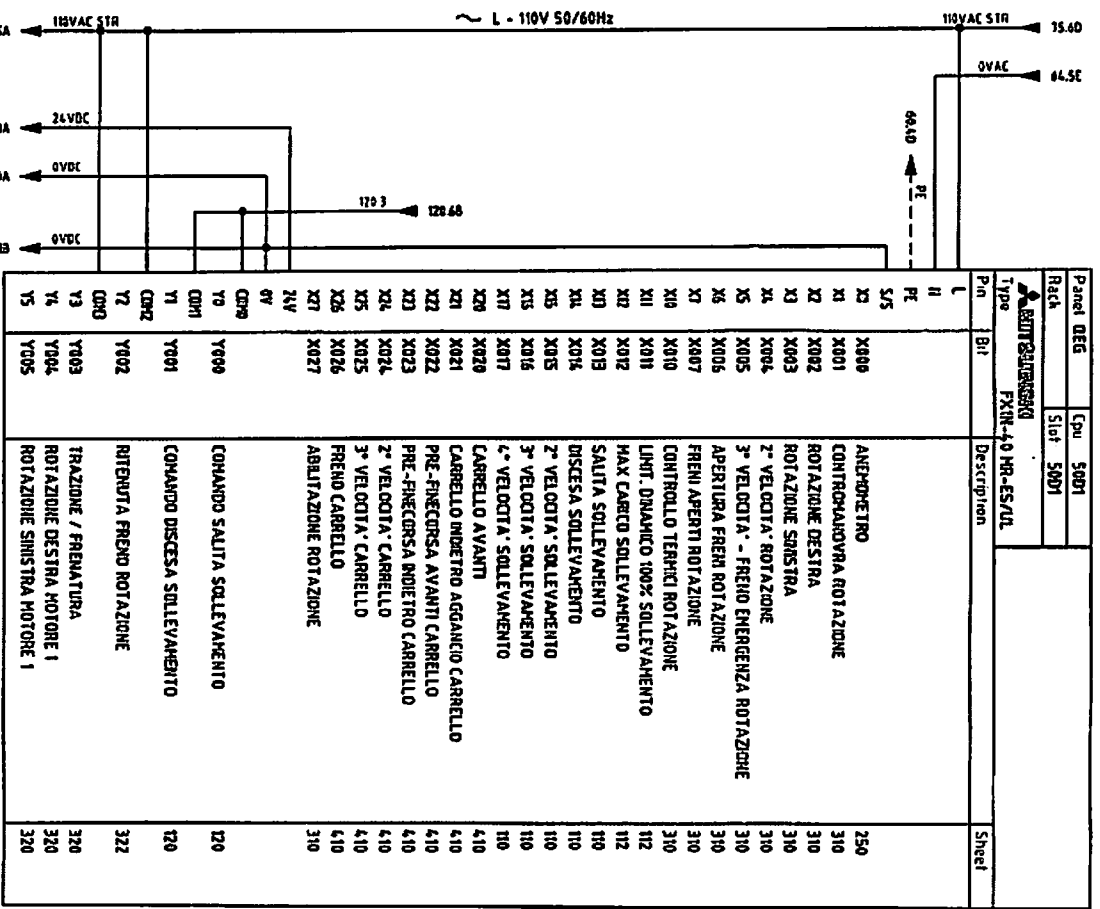 110VAC STR
~ L - 110V 50/60Hz
110VAC STR
35.6D
0VAC
64.5E
24VDC
0VDC
120.3
120.6B
0VDC
60.4D
PE
Panel QEG Cpu 50D1
Rack Slot 50D1
MITSUBISHI
Type FX1N-40 MR-ES/UL
Pin Bit Description Sheet
L
N
PE
S/S
X0 X000 ANEMOMETRO 250
X1 X001 CONTROMANOVRA ROTAZIONE 310
X2 X002 ROTAZIONE DESTRA 310
X3 X003 ROTAZIONE SINISTRA 310
X4 X004 2° VELOCITA' ROTAZIONE 310
X5 X005 3° VELOCITA' - FRENO EMERGENZA ROTAZIONE 310
X6 X006 APERTURA FRENI ROTAZIONE 310
X7 X007 FRENI APERTI ROTAZIONE 310
X10 X010 CONTROLLO TERMICI ROTAZIONE 310
X11 X011 LIMIT. DINAMICO 100% SOLLEVAMENTO 112
X12 X012 MAX CARICO SOLLEVAMENTO 112
X13 X013 SALITA SOLLEVAMENTO 110
X14 X014 DISCESA SOLLEVAMENTO 110
X15 X015 2° VELOCITA' SOLLEVAMENTO 110
X16 X016 3° VELOCITA' SOLLEVAMENTO 110
X17 X017 4° VELOCITA' SOLLEVAMENTO 110
X20 X020 CARRELLO AVANTI 410
X21 X021 CARRELLO INDIETRO AGGANCIO CARRELLO 410
X22 X022 PRE-FINECORSA AVANTI CARRELLO 410
X23 X023 PRE-FINECORSA INDIETRO CARRELLO 410
X24 X024 2° VELOCITA' CARRELLO 410
X25 X025 3° VELOCITA' CARRELLO 410
X26 X026 FRENO CARRELLO 410
X27 X027 ABILITAZIONE ROTAZIONE 310
24V
0V
COM0
Y0 Y000 COMANDO SALITA SOLLEVAMENTO 120
COM1
Y1 Y001 COMANDO DISCESA SOLLEVAMENTO 120
COM2
Y2 Y002 RITENUTA FRENO ROTAZIONE 322
COM3
Y3 Y003 TRAZIONE / FRENATURA 320
Y4 Y004 ROTAZIONE DESTRA MOTORE 1 320
Y5 Y005 ROTAZIONE SINISTRA MOTORE 1 320